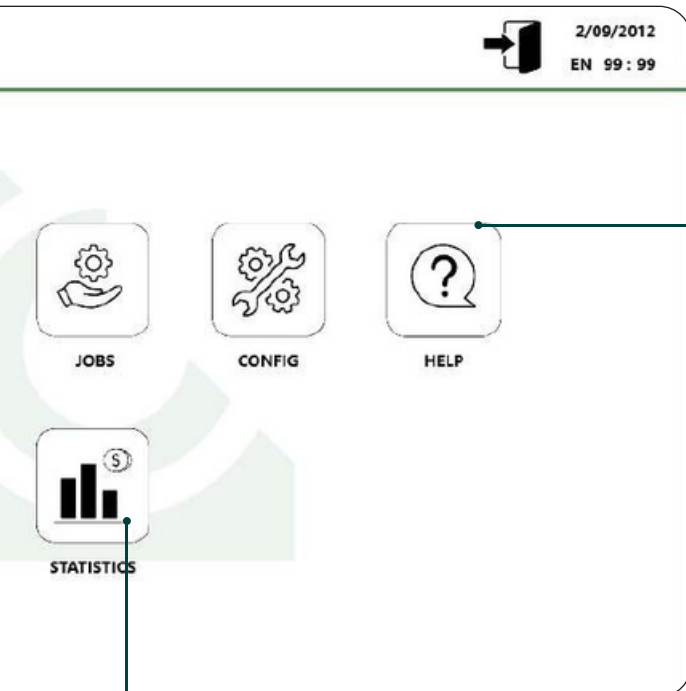 2/09/2012
EN 99:99
JOBS
CONFIG
HELP
$
STATISTICS